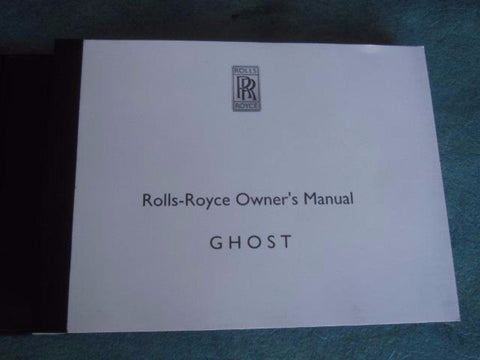 ROLLS
RR
ROYCE
Rolls-Royce Owner's Manual
GHOST